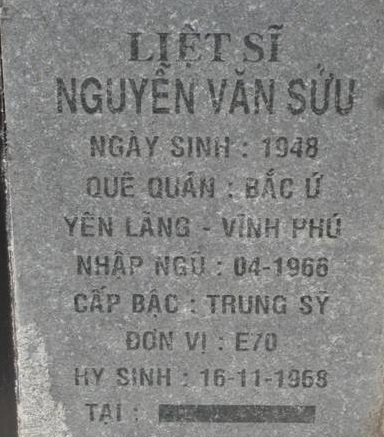 LIỆT SĨ
NGUYỄN VĂN SỬU
NGÀY SINH : 1948
QUÊ QUÁN : BẮC Ứ
YÊN LÃNG - VĨNH PHÚ
NHẬP NGŨ : 04-1966
CẤP BẬC : TRUNG SỸ
ĐƠN VỊ : E70
HY SINH : 16-11-1968
TẠI :